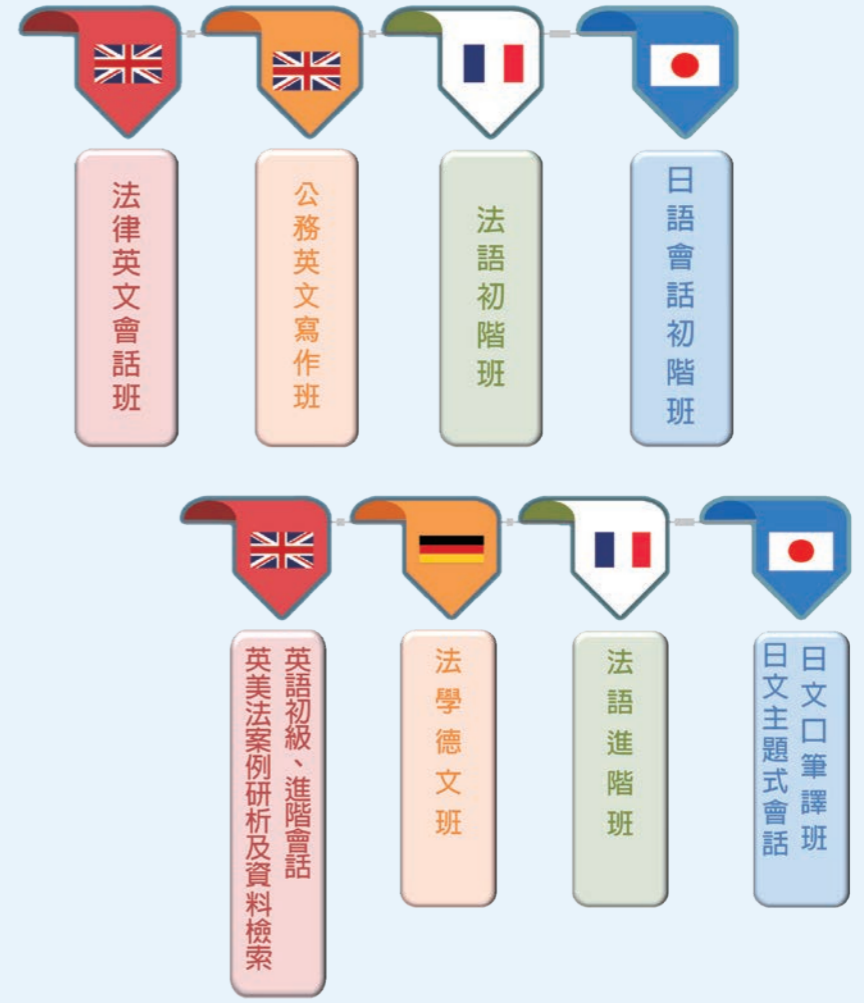 法律英文會話班
公務英文寫作班
法語初階班
日語會話初階班
英語初級、進階會話
英美法案例研析及資料檢索
法學德文班
法語進階班
日文口筆譯班
日文主題式會話